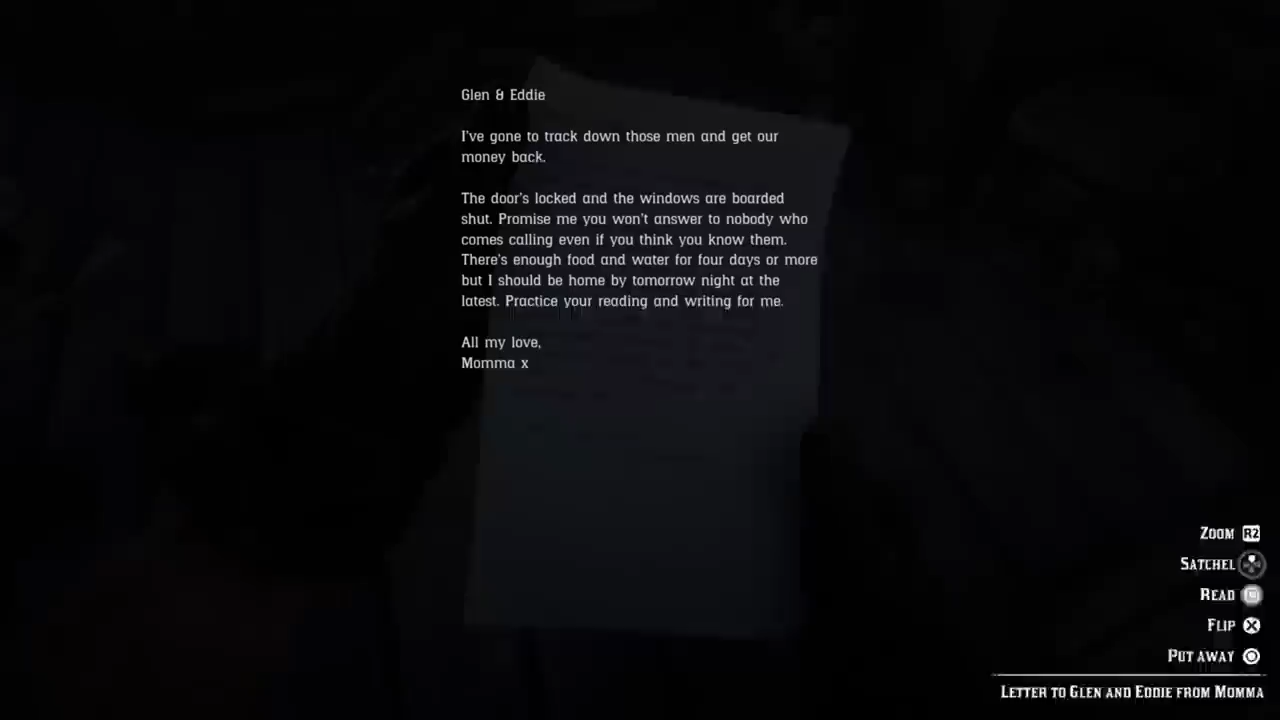 Glen & Eddie
I've gone to track down those men and get our
money back.
The door's locked and the windows are boarded
shut. Promise me you won't answer to nobody who
comes calling even if you think you know them.
There's enough food and water for four days or more
but I should be home by tomorrow night at the
latest. Practice your reading and writing for me.
All my love,
Momma x
ZOOM R2
SATCHEL
READ
FLIP
PUT AWAY
LETTER TO GLEN AND EDDIE FROM MOMMA